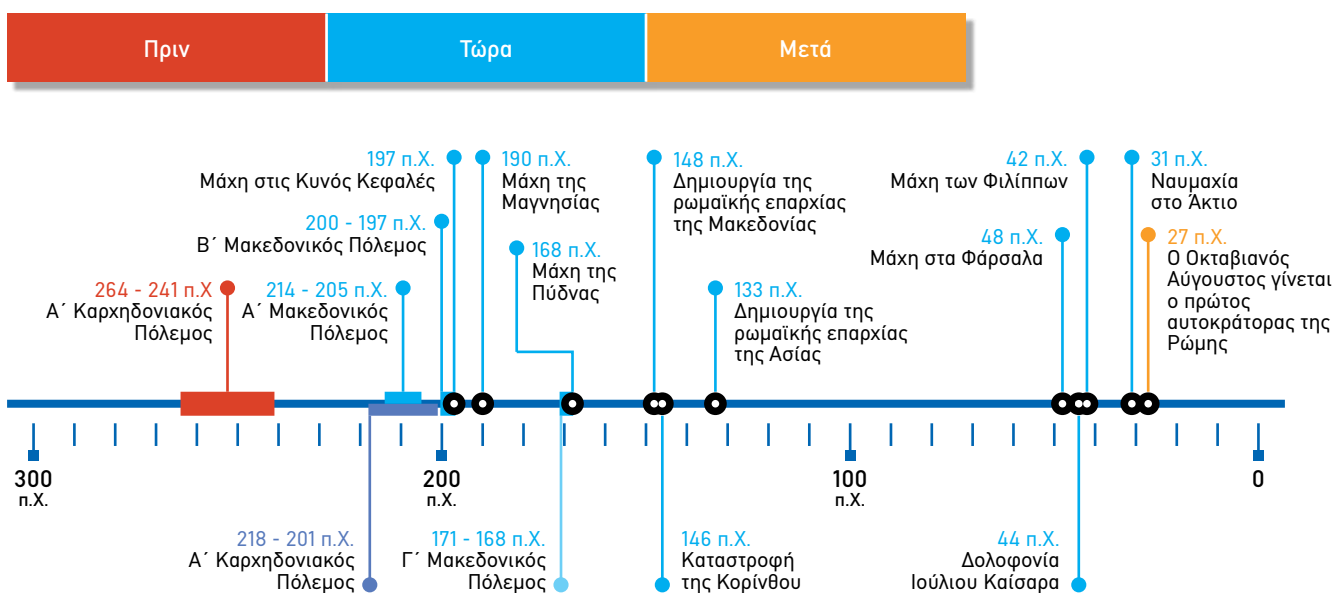 Πριν
Τώρα
Μετά
197 π.Χ.
Μάχη στις Κυνός Κεφαλές
190 π.Χ.
Μάχη της
Μαγνησίας
148 π.Χ.
Δημιουργία της
ρωμαϊκής επαρχίας
της Μακεδονίας
42 π.Χ.
Μάχη των Φιλίππων
31 π.Χ.
Ναυμαχία
στο Άκτιο
200 - 197 π.Χ.
Β΄ Μακεδονικός Πόλεμος
168 π.Χ.
Μάχη της
Πύδνας
48 π.Χ.
Μάχη στα Φάρσαλα
27 π.Χ.
Ο Οκταβιανός
Αύγουστος γίνεται
ο πρώτος
αυτοκράτορας της
Ρώμης
264 - 241 π.Χ
Α΄ Καρχηδονιακός
Πόλεμος
214 - 205 π.Χ.
Α΄ Μακεδονικός
Πόλεμος
133 π.Χ.
Δημιουργία της
ρωμαϊκής επαρχίας
της Ασίας
300
π.Χ.
200
π.Χ.
100
π.Χ.
0
218 - 201 π.Χ.
Α΄ Καρχηδονιακός
Πόλεμος
171 - 168 π.Χ.
Γ΄ Μακεδονικός
Πόλεμος
146 π.Χ.
Καταστροφή
της Κορίνθου
44 π.Χ.
Δολοφονία
Ιούλιου Καίσαρα